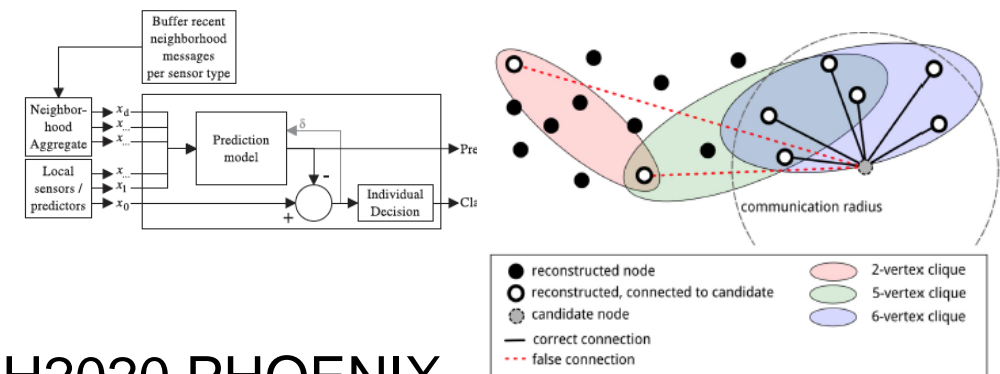 Buffer recent
neighborhood
messages
per sensor type
Neighbor-
hood
Aggregate
x_d
x_...
x_...
Local
sensors /
predictors
x_...
x_1
x_0
Prediction
model
δ
-
+
Individual
Decision
Pre
Cla
communication radius
reconstructed node
reconstructed, connected to candidate
candidate node
correct connection
false connection
2-vertex clique
5-vertex clique
6-vertex clique
H2020 PHOENIX